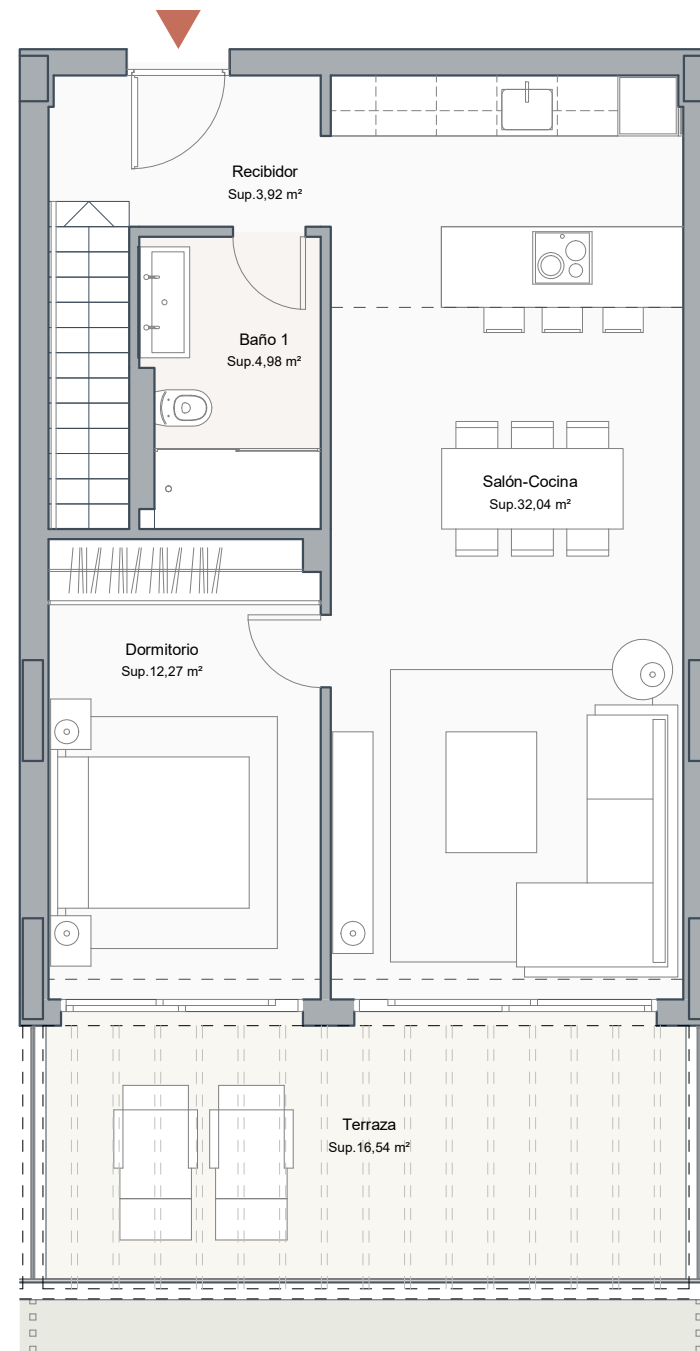 Recibidor
Sup.3,92 m²
Baño 1
Sup.4,98 m²
Salón-Cocina
Sup.32,04 m²
Dormitorio
Sup.12,27 m²
Terraza
Sup.16,54 m²